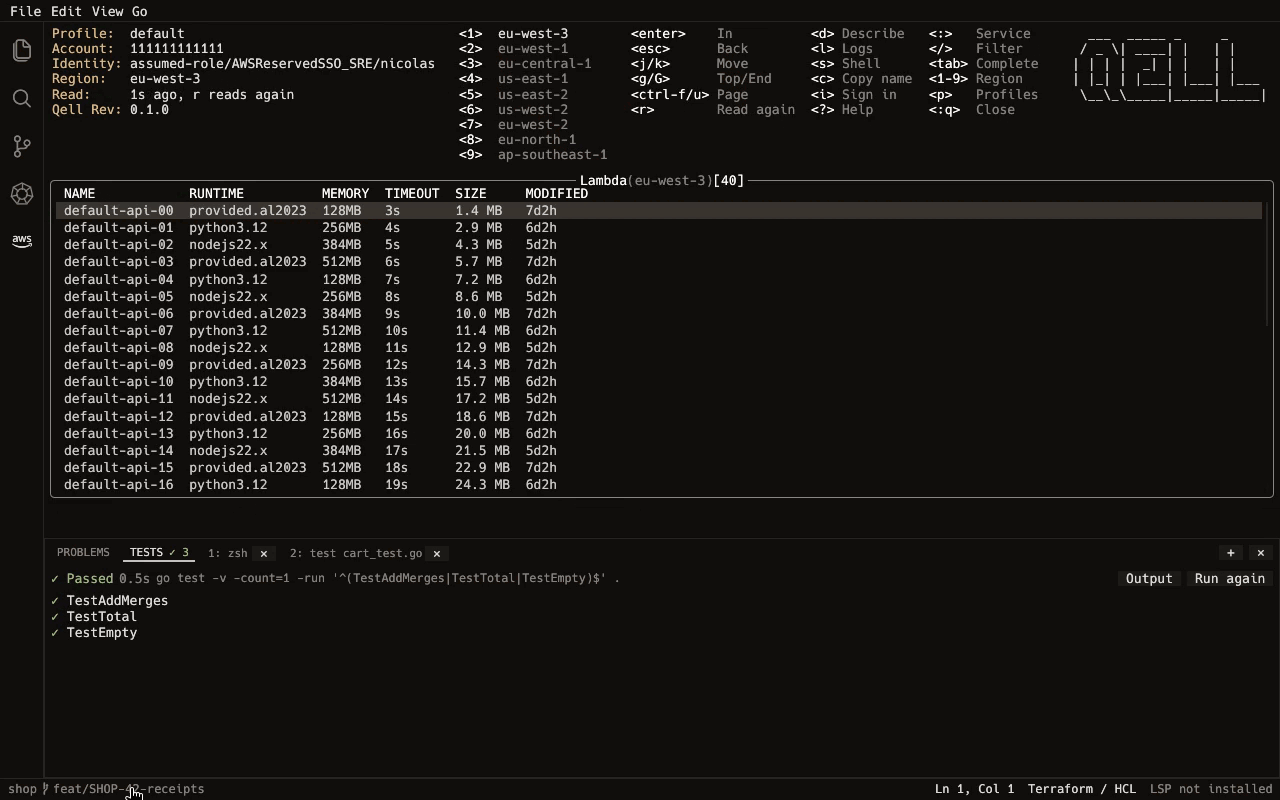 File Edit View Go
Profile: default
Account: 111111111111
Identity: assumed-role/AWSReservedSSO_SRE/nicolas
Region: eu-west-3
Read: 1s ago, r reads again
Qell Rev: 0.1.0
<1> eu-west-3
<2> eu-west-1
<3> eu-central-1
<4> us-east-1
<5> us-east-2
<6> us-west-2
<7> eu-west-2
<8> eu-north-1
<9> ap-southeast-1
<enter> In
<esc> Back
<j/k> Move
<g/G> Top/End
<ctrl-f/u> Page
<r> Read again
<d> Describe
<l> Logs
<s> Shell
<c> Copy name
<i> Sign in
<?> Help
<:> Service
</> Filter
<tab> Complete
<1-9> Region
<p> Profiles
<:q> Close
QELL
aws
Lambda(eu-west-3)[40]
NAME RUNTIME MEMORY TIMEOUT SIZE MODIFIED
default-api-00 provided.al2023 128MB 3s 1.4 MB 7d2h
default-api-01 python3.12 256MB 4s 2.9 MB 6d2h
default-api-02 nodejs22.x 384MB 5s 4.3 MB 5d2h
default-api-03 provided.al2023 512MB 6s 5.7 MB 7d2h
default-api-04 python3.12 128MB 7s 7.2 MB 6d2h
default-api-05 nodejs22.x 256MB 8s 8.6 MB 5d2h
default-api-06 provided.al2023 384MB 9s 10.0 MB 7d2h
default-api-07 python3.12 512MB 10s 11.4 MB 6d2h
default-api-08 nodejs22.x 128MB 11s 12.9 MB 5d2h
default-api-09 provided.al2023 256MB 12s 14.3 MB 7d2h
default-api-10 python3.12 384MB 13s 15.7 MB 6d2h
default-api-11 nodejs22.x 512MB 14s 17.2 MB 5d2h
default-api-12 provided.al2023 128MB 15s 18.6 MB 7d2h
default-api-13 python3.12 256MB 16s 20.0 MB 6d2h
default-api-14 nodejs22.x 384MB 17s 21.5 MB 5d2h
default-api-15 provided.al2023 512MB 18s 22.9 MB 7d2h
default-api-16 python3.12 128MB 19s 24.3 MB 6d2h
PROBLEMS TESTS ✓ 3 1: zsh × 2: test cart_test.go × + ×
✓ Passed 0.5s go test -v -count=1 -run '^(TestAddMerges|TestTotal|TestEmpty)$' . Output Run again
✓ TestAddMerges
✓ TestTotal
✓ TestEmpty
shop feat/SHOP-42-receipts Ln 1, Col 1 Terraform / HCL LSP not installed